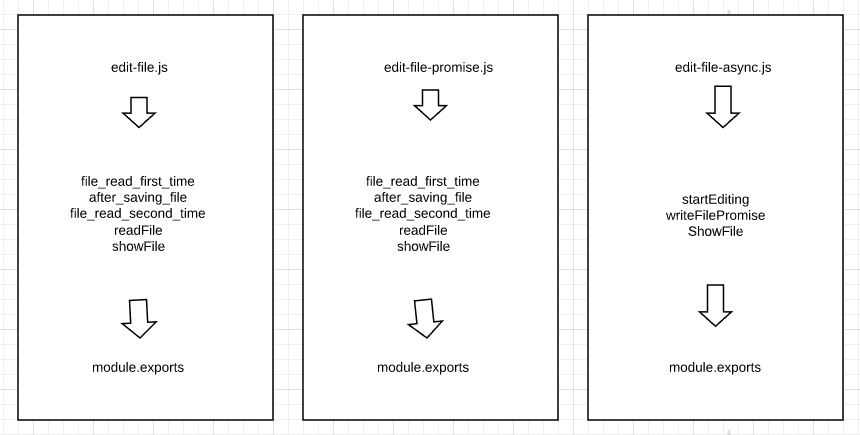 edit-file.js
file_read_first_time
after_saving_file
file_read_second_time
readFile
showFile
module.exports
edit-file-promise.js
file_read_first_time
after_saving_file
file_read_second_time
readFile
showFile
module.exports
edit-file-async.js
startEditing
writeFilePromise
ShowFile
module.exports